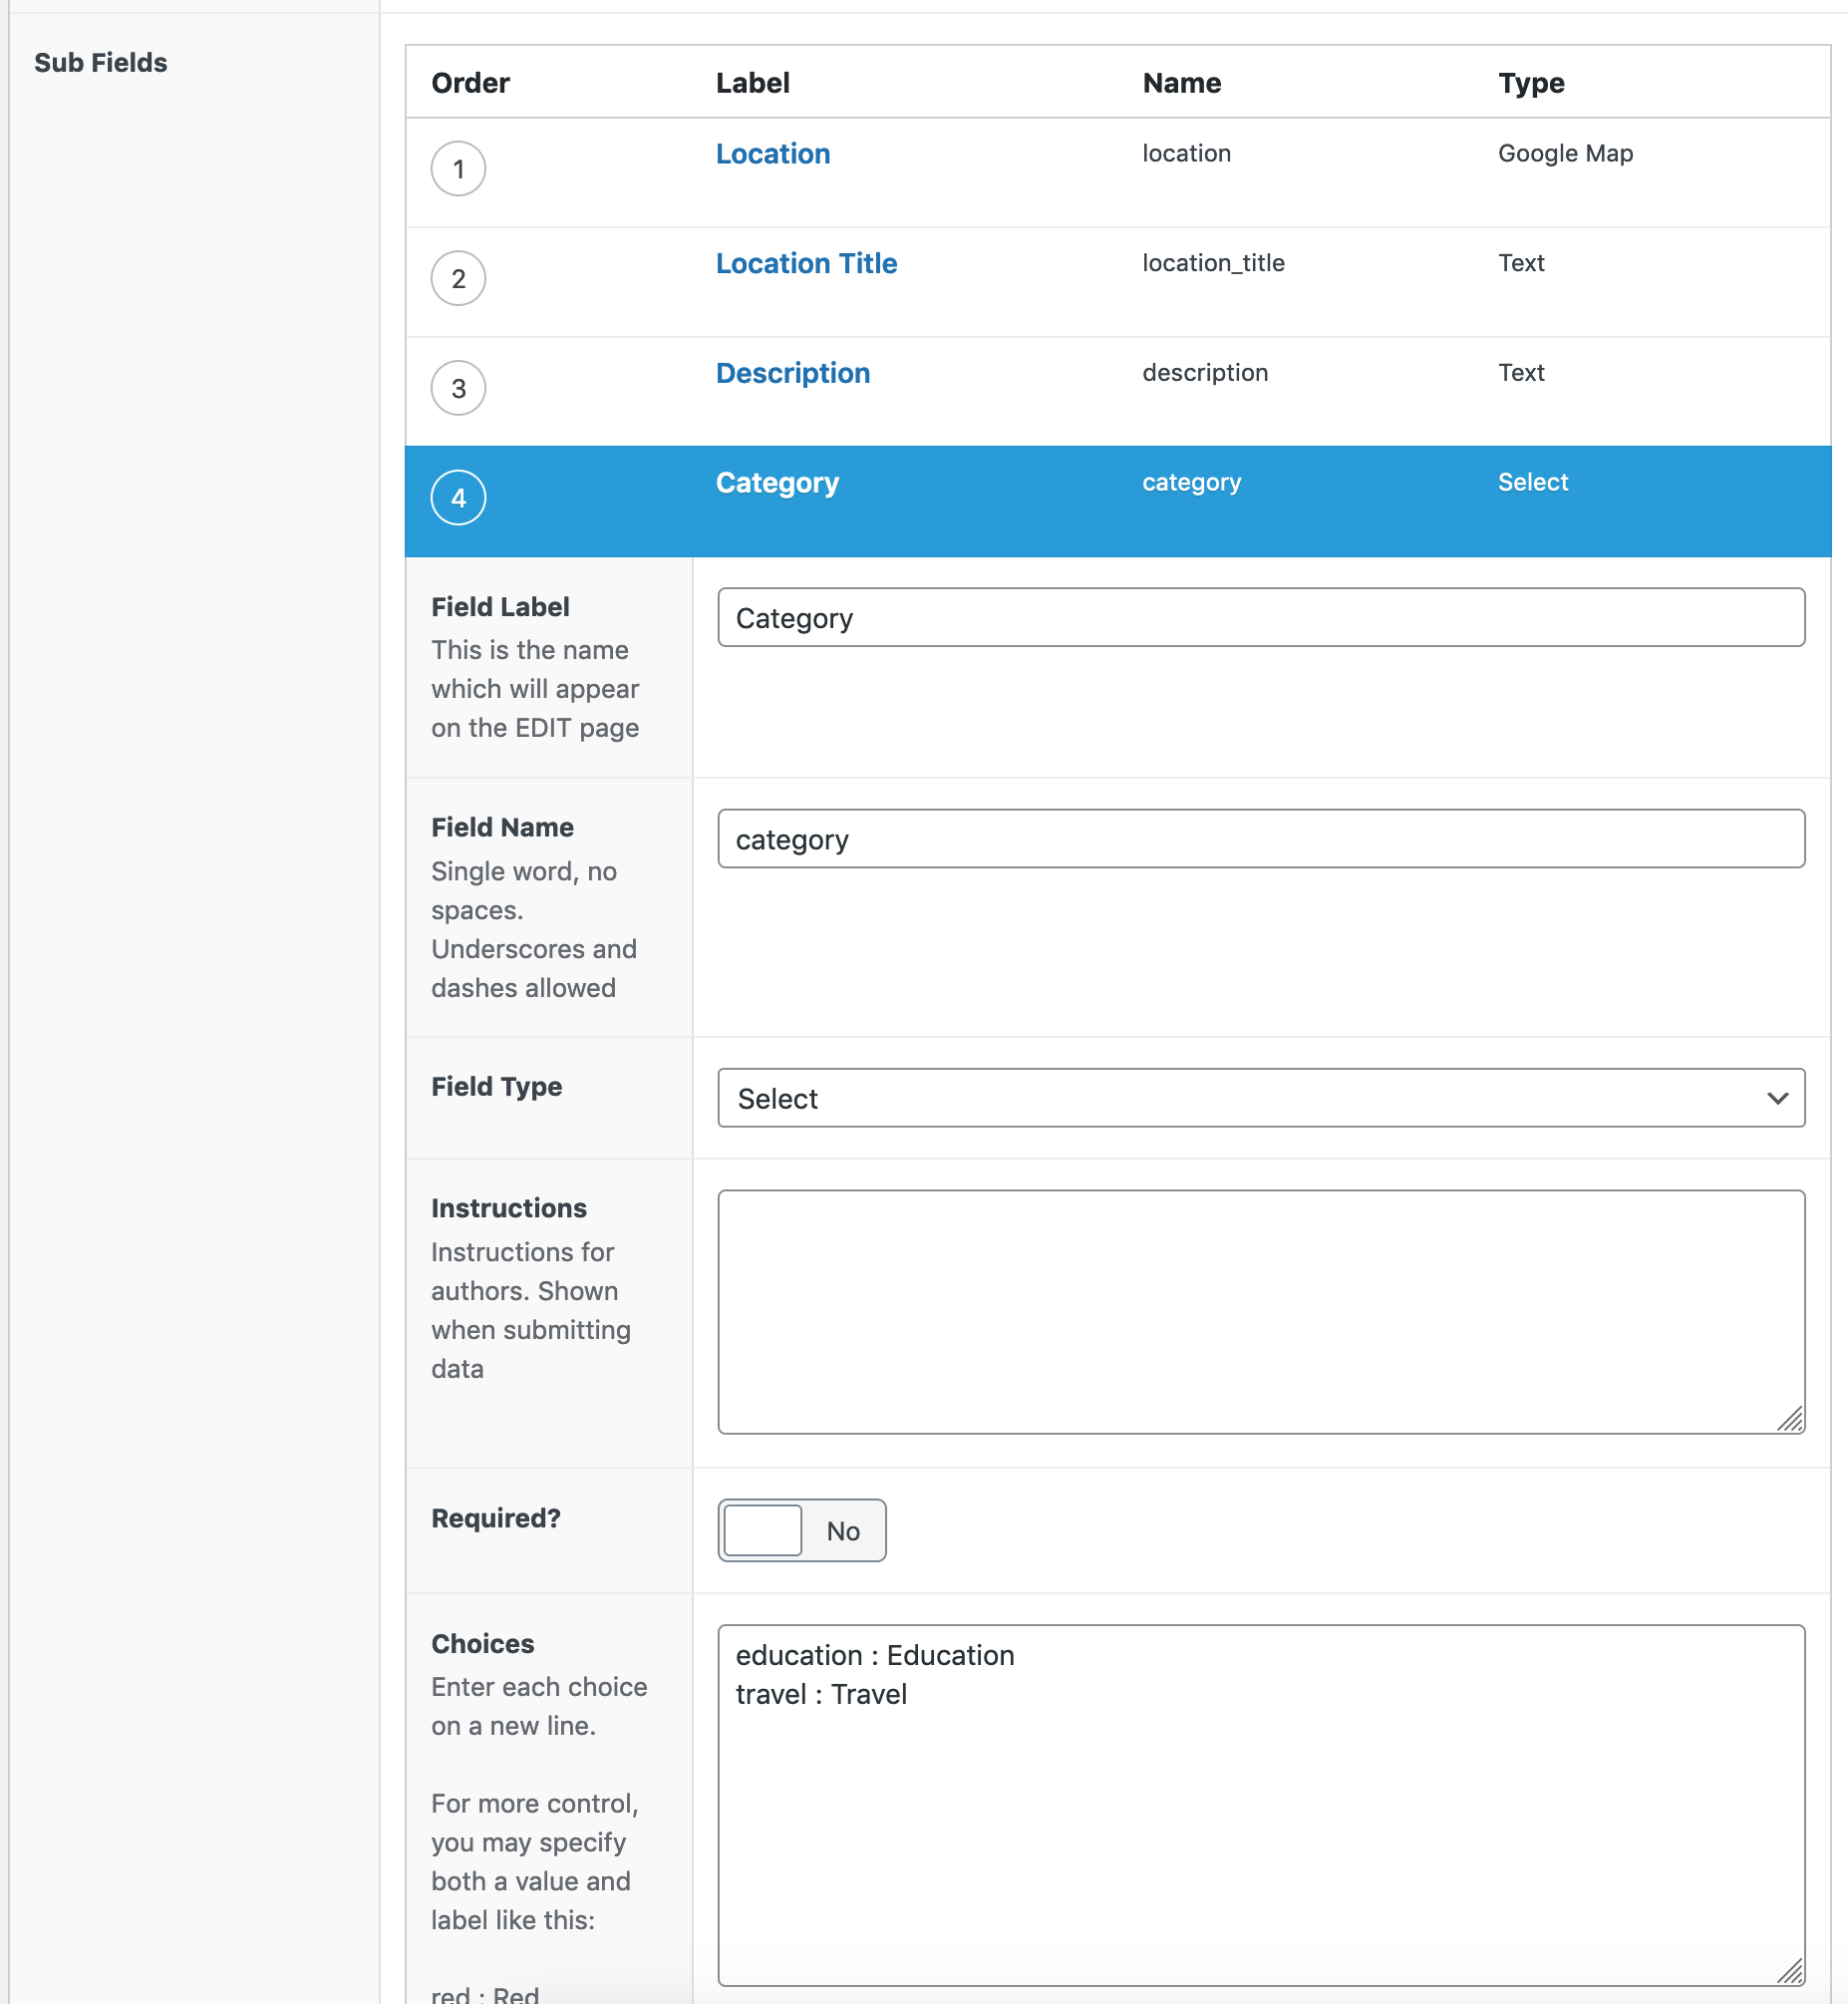 Sub Fields
Order Label Name Type
1 Location location Google Map
2 Location Title location_title Text
3 Description description Text
4 Category category Select
Field Label
This is the name
which will appear
on the EDIT page
Category
Field Name
Single word, no
spaces.
Underscores and
dashes allowed
category
Field Type
Select
Instructions
Instructions for
authors. Shown
when submitting
data
Required?
No
Choices
Enter each choice
on a new line.
For more control,
you may specify
both a value and
label like this:
red : Red
education : Education
travel : Travel